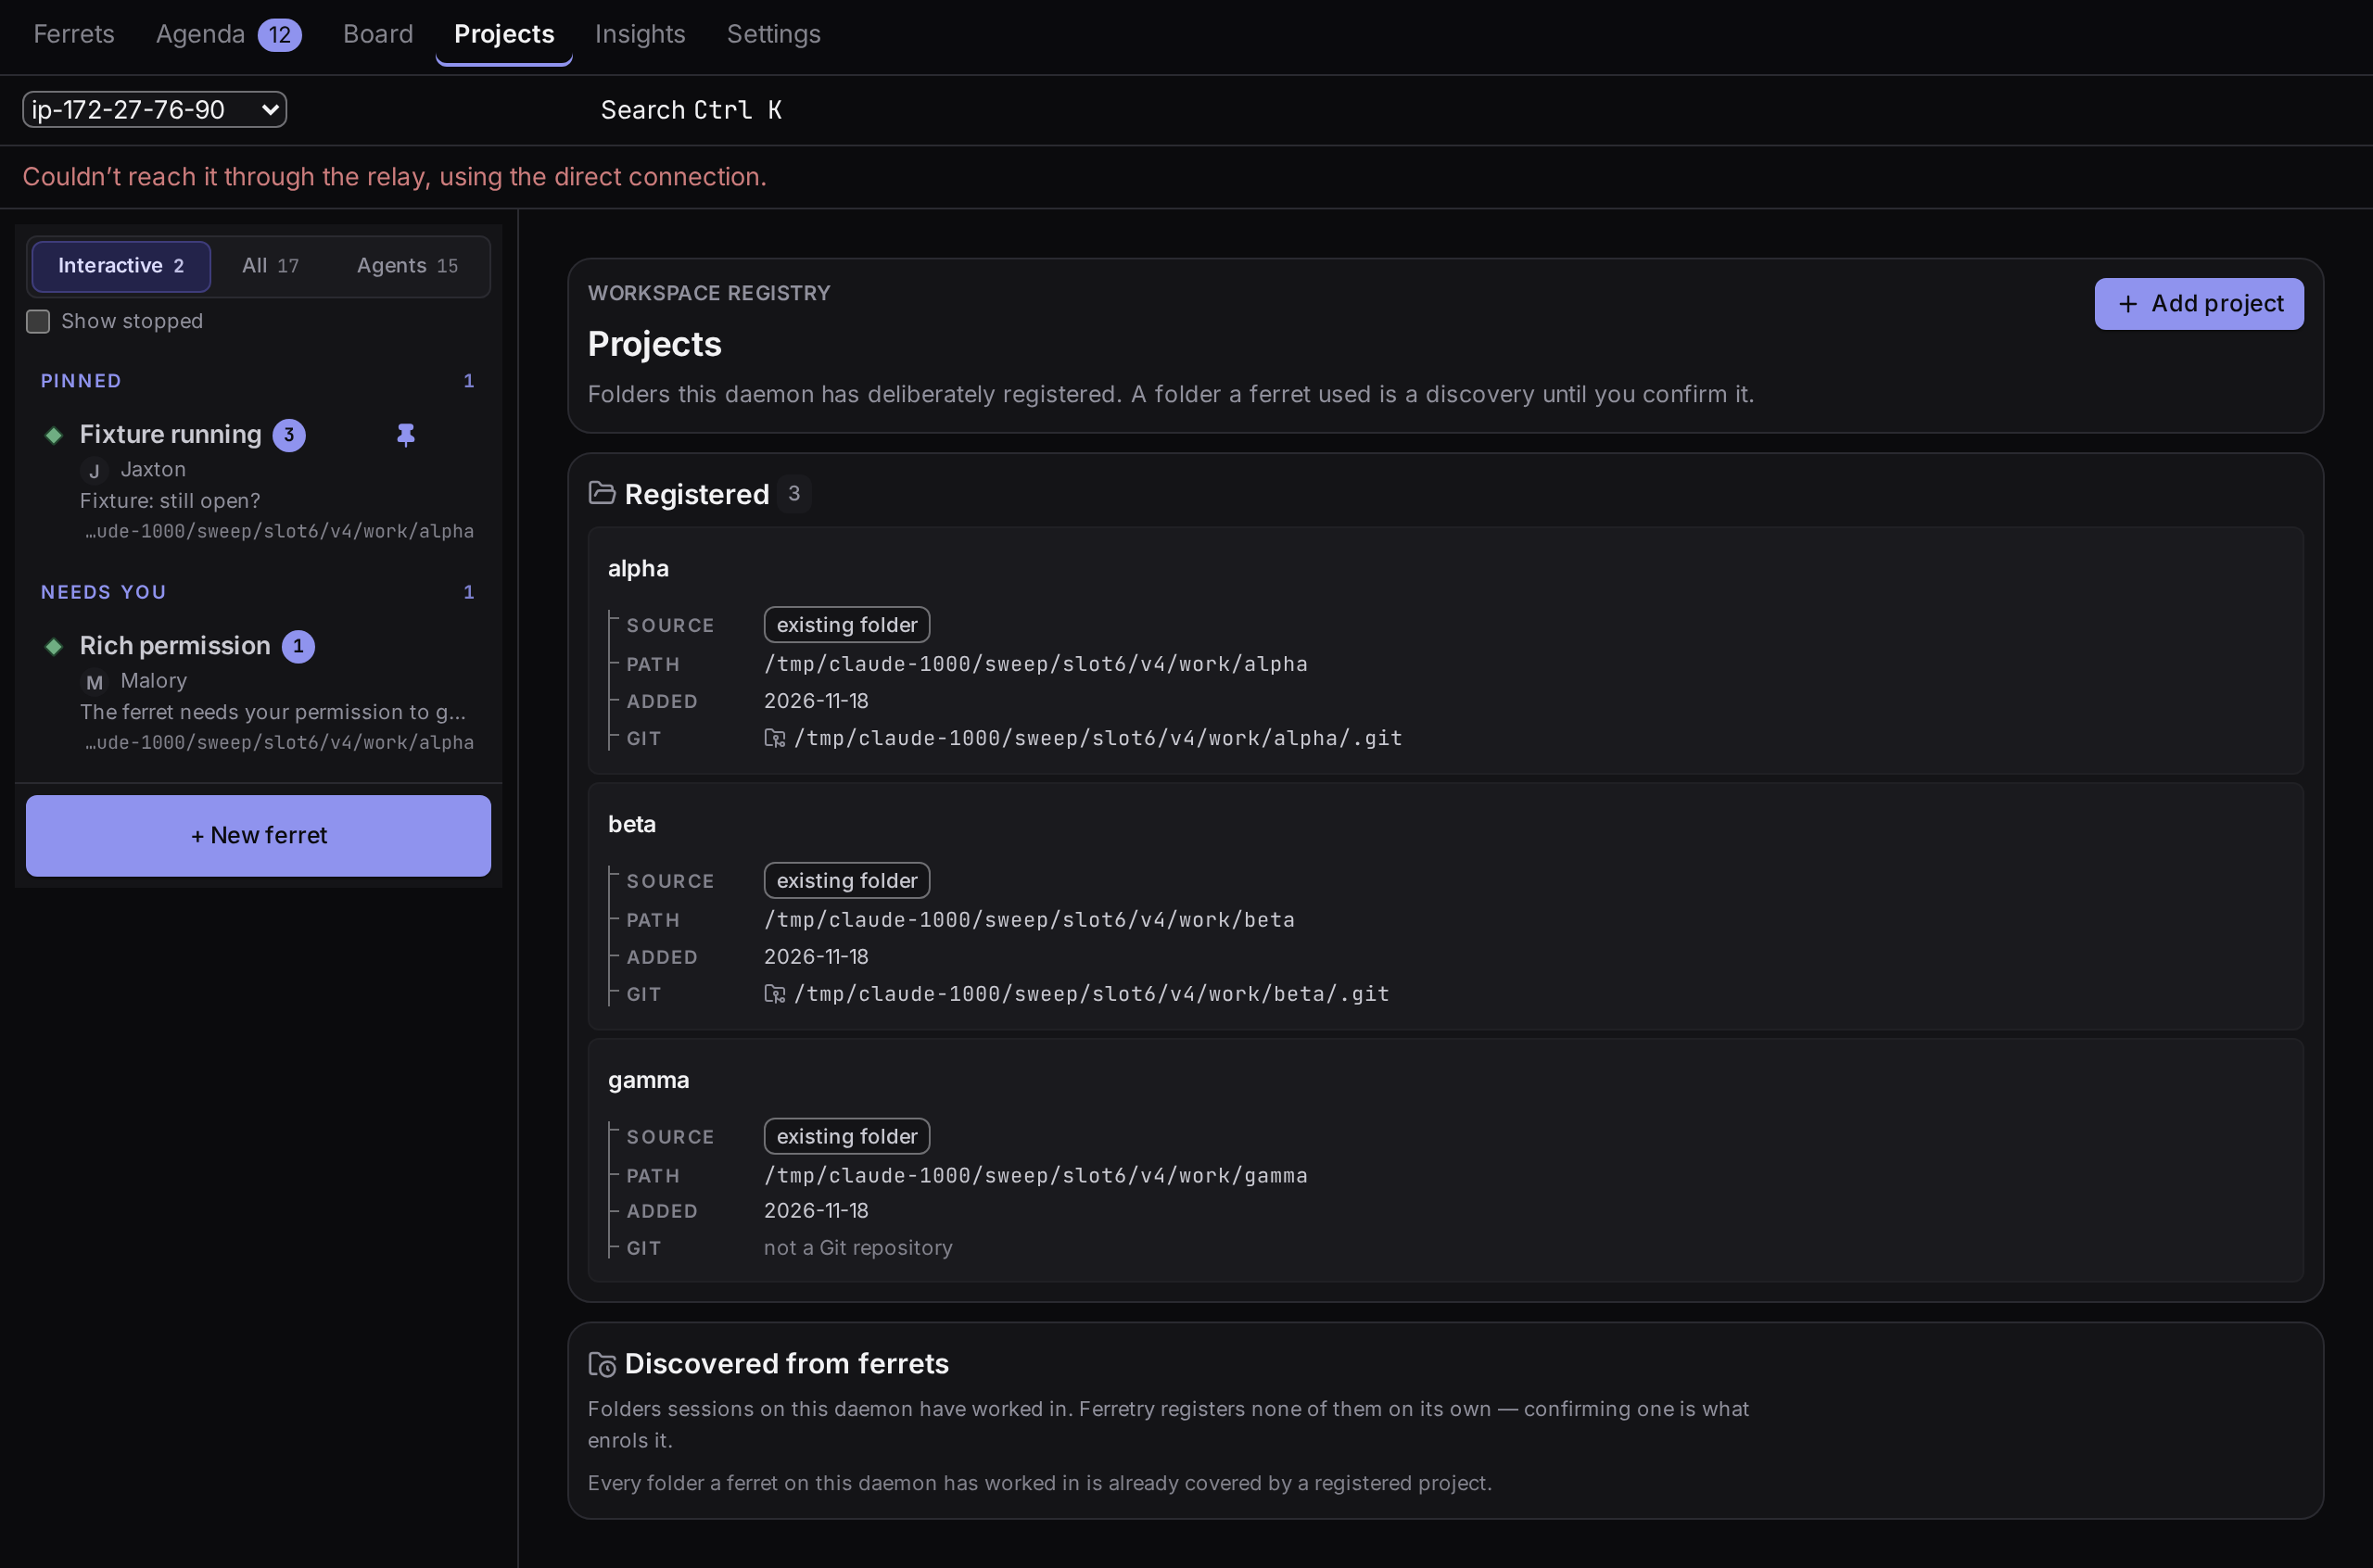 Ferrets Agenda 12 Board Projects Insights Settings
ip-172-27-76-90 Search Ctrl K
Couldn’t reach it through the relay, using the direct connection.
Interactive 2 All 17 Agents 15
Show stopped
PINNED 1
Fixture running 3
J Jaxton
Fixture: still open?
…ude-1000/sweep/slot6/v4/work/alpha
NEEDS YOU 1
Rich permission 1
M Malory
The ferret needs your permission to g…
…ude-1000/sweep/slot6/v4/work/alpha
+ New ferret
WORKSPACE REGISTRY
+ Add project
Projects
Folders this daemon has deliberately registered. A folder a ferret used is a discovery until you confirm it.
Registered 3
alpha
SOURCE existing folder
PATH /tmp/claude-1000/sweep/slot6/v4/work/alpha
ADDED 2026-11-18
GIT /tmp/claude-1000/sweep/slot6/v4/work/alpha/.git
beta
SOURCE existing folder
PATH /tmp/claude-1000/sweep/slot6/v4/work/beta
ADDED 2026-11-18
GIT /tmp/claude-1000/sweep/slot6/v4/work/beta/.git
gamma
SOURCE existing folder
PATH /tmp/claude-1000/sweep/slot6/v4/work/gamma
ADDED 2026-11-18
GIT not a Git repository
Discovered from ferrets
Folders sessions on this daemon have worked in. Ferretry registers none of them on its own — confirming one is what
enrols it.
Every folder a ferret on this daemon has worked in is already covered by a registered project.